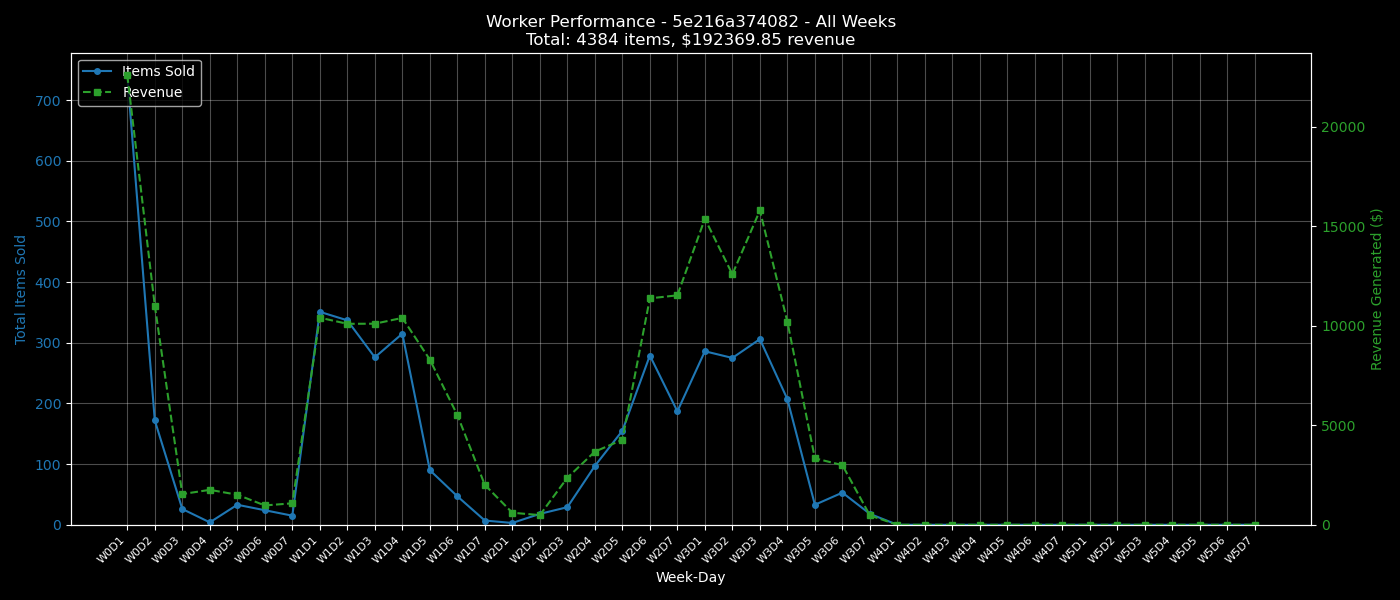 Worker Performance - 5e216a374082 - All Weeks
Total: 4384 items, $192369.85 revenue
Items Sold
Revenue
700
600
500
400
300
200
100
0
Total Items Sold
20000
15000
10000
5000
0
Revenue Generated ($)
W0D1
W0D2
W0D3
W0D4
W0D5
W0D6
W0D7
W1D1
W1D2
W1D3
W1D4
W1D5
W1D6
W1D7
W2D1
W2D2
W2D3
W2D4
W2D5
W2D6
W2D7
W3D1
W3D2
W3D3
W3D4
W3D5
W3D6
W3D7
W4D1
W4D2
W4D3
W4D4
W4D5
W4D6
W4D7
W5D1
W5D2
W5D3
W5D4
W5D5
W5D6
W5D7
Week-Day